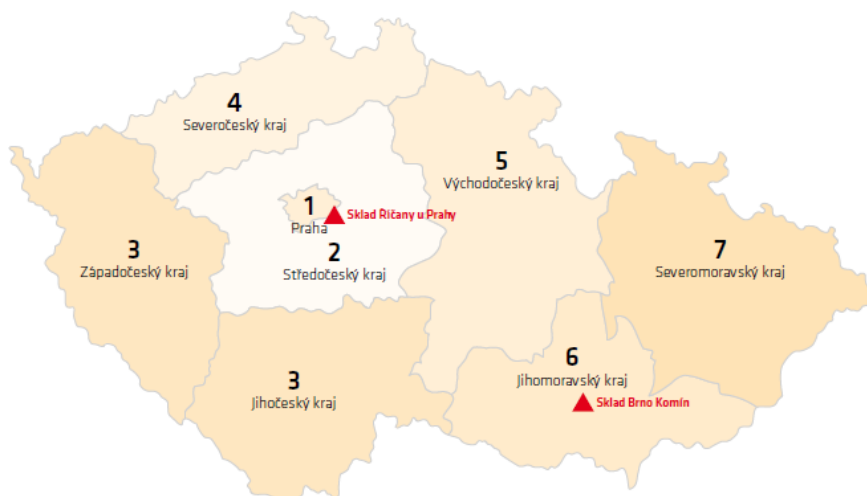 4
Severočeský kraj
5
Východočeský kraj
1
Praha
Sklad Říčany u Prahy
2
Středočeský kraj
3
Západočeský kraj
7
Severomoravský kraj
3
Jihočeský kraj
6
Jihomoravský kraj
Sklad Brno Komín